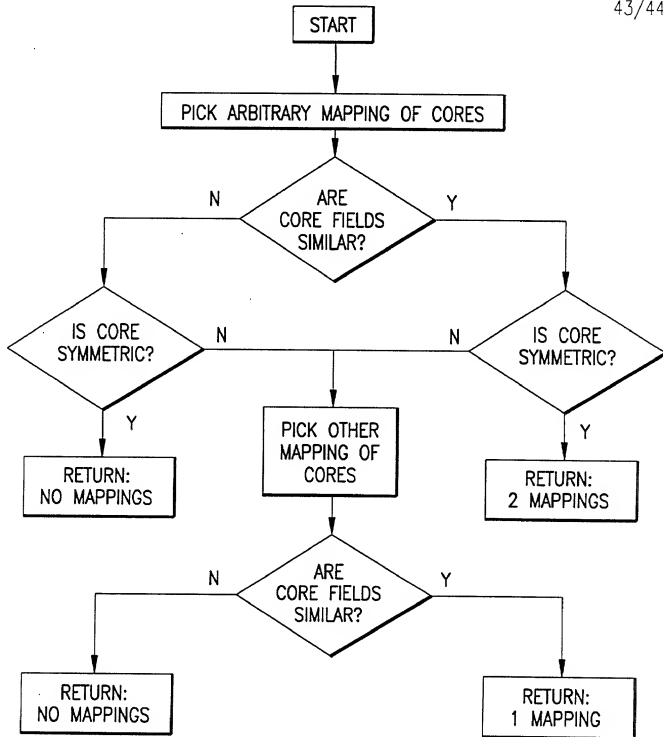 43/44
START
PICK ARBITRARY MAPPING OF CORES
ARE
CORE FIELDS
SIMILAR?
N
Y
IS CORE
SYMMETRIC?
N
N
IS CORE
SYMMETRIC?
Y
Y
PICK OTHER
MAPPING OF
CORES
RETURN:
NO MAPPINGS
RETURN:
2 MAPPINGS
ARE
CORE FIELDS
SIMILAR?
N
Y
RETURN:
NO MAPPINGS
RETURN:
1 MAPPING